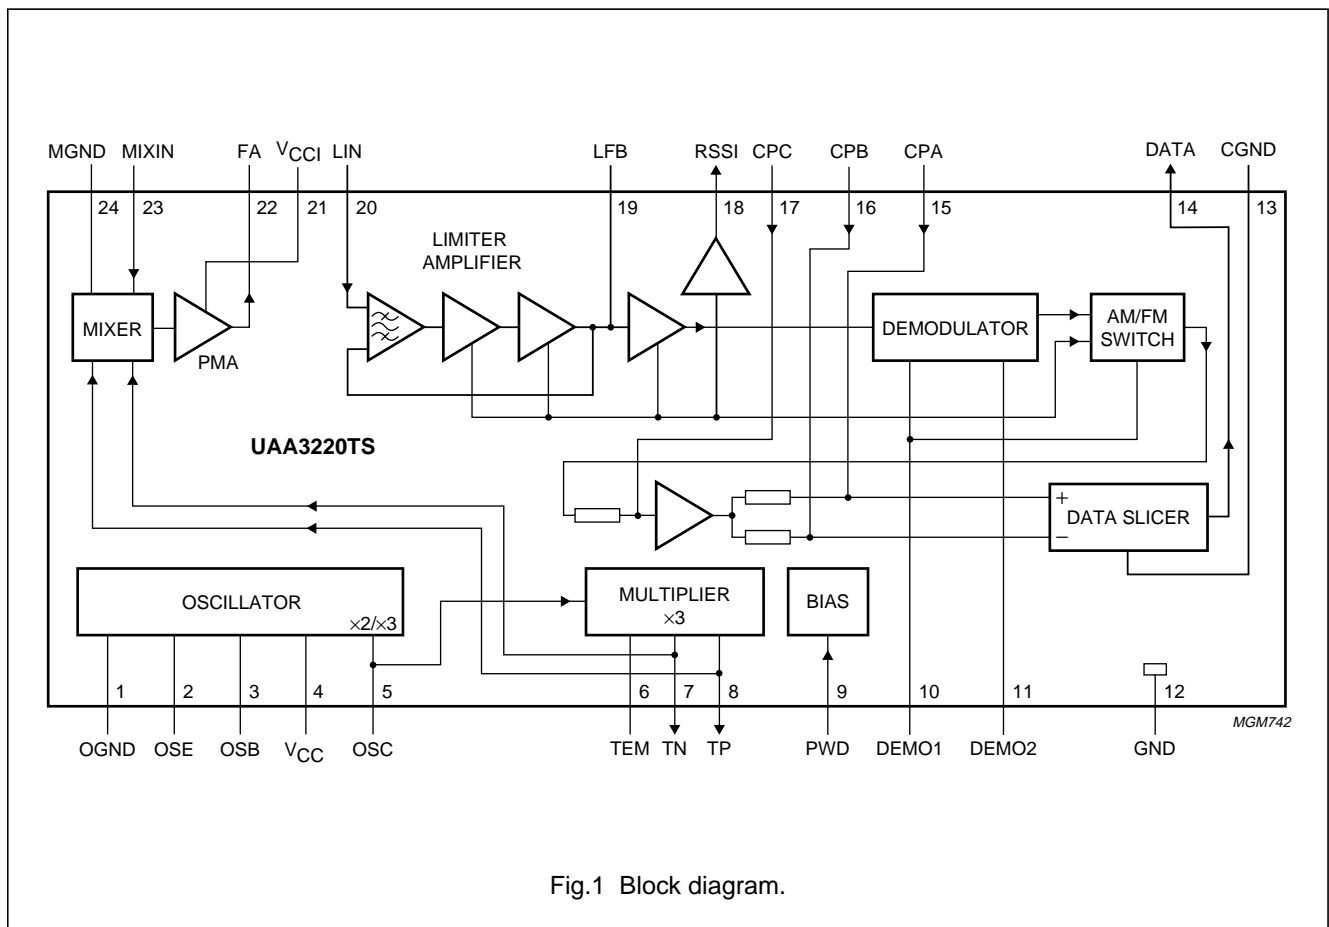 MGND MIXIN FA VCCI LIN LFB RSSI CPC CPB CPA DATA CGND
24 23 22 21 20 19 18 17 16 15 14 13
LIMITER
AMPLIFIER
MIXER
PMA
DEMODULATOR
AM/FM
SWITCH
UAA3220TS
+
DATA SLICER
−
OSCILLATOR
×2/×3
MULTIPLIER
×3
BIAS
1 2 3 4 5 6 7 8 9 10 11 12
MGM742
OGND OSE OSB VCC OSC TEM TN TP PWD DEMO1 DEMO2 GND
Fig.1 Block diagram.